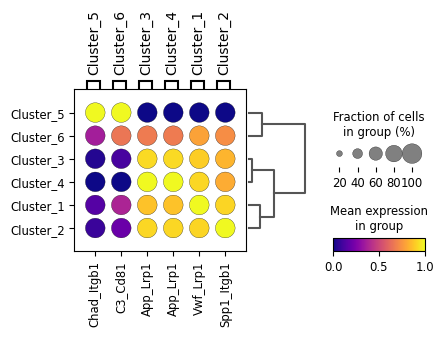 Cluster_5
Cluster_6
Cluster_3
Cluster_4
Cluster_1
Cluster_2
Cluster_5
Cluster_6
Cluster_3
Cluster_4
Cluster_1
Cluster_2
Chad_Itgb1
C3_Cd81
App_Lrp1
App_Lrp1
Vwf_Lrp1
Spp1_Itgb1
Fraction of cells
in group (%)
20 40 60 80 100
Mean expression
in group
0.0 0.5 1.0